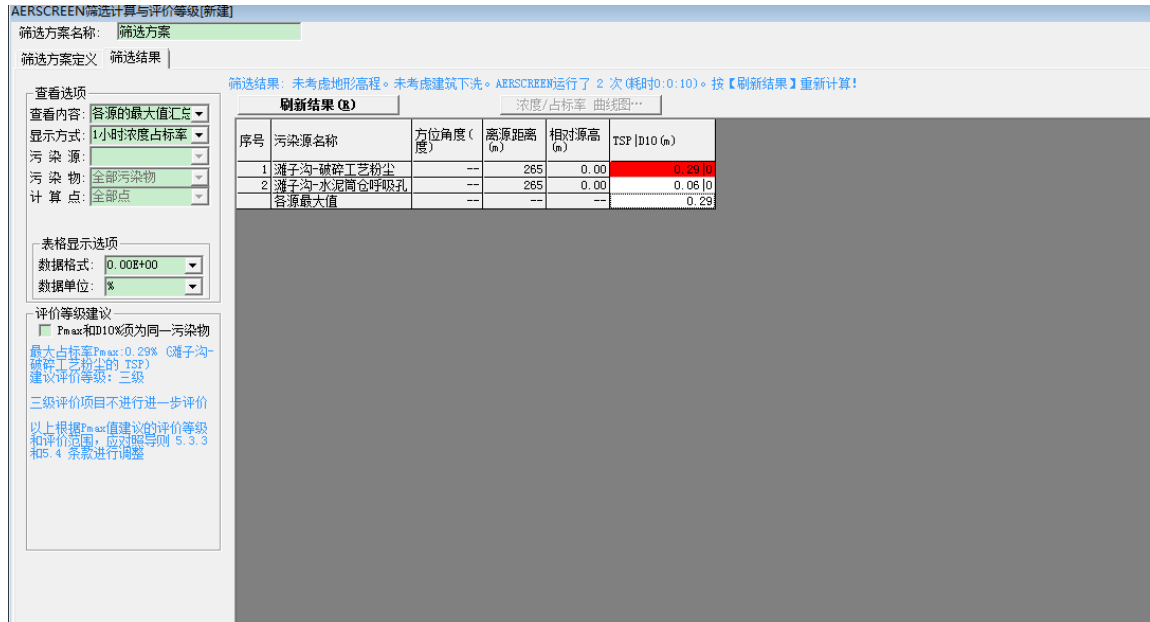 AERSCREEN筛选计算与评价等级[新建]
筛选方案名称: 筛选方案
筛选方案定义 筛选结果
筛选结果: 未考虑地形高程。未考虑建筑下洗。AERSCREEN运行了 2 次(耗时0:0:10)。按【刷新结果】重新计算!
查看选项
查看内容: 各源的最大值汇总
显示方式: 1小时浓度占标率
污 染 源:
污 染 物: 全部污染物
计 算 点: 全部点
表格显示选项
数据格式: 0.00E+00
数据单位: %
评价等级建议
Pmax和D10%须为同一污染物
最大占标率Pmax:0.29% (滩子沟-
破碎工艺粉尘的 TSP)
建议评价等级: 三级
三级评价项目不进行进一步评价
以上根据Pmax值建议的评价等级
和评价范围,应对照导则 5.3.3
和5.4 条款进行调整
刷新结果(R) 浓度/占标率 曲线图…
序号 污染源名称 方位角度(度) 离源距离(m) 相对源高(m) TSP|D10(m)
1 滩子沟-破碎工艺粉尘 -- 265 0.00 0.29|0
2 滩子沟-水泥筒仓呼吸孔 -- 265 0.00 0.06|0
各源最大值 -- -- -- 0.29